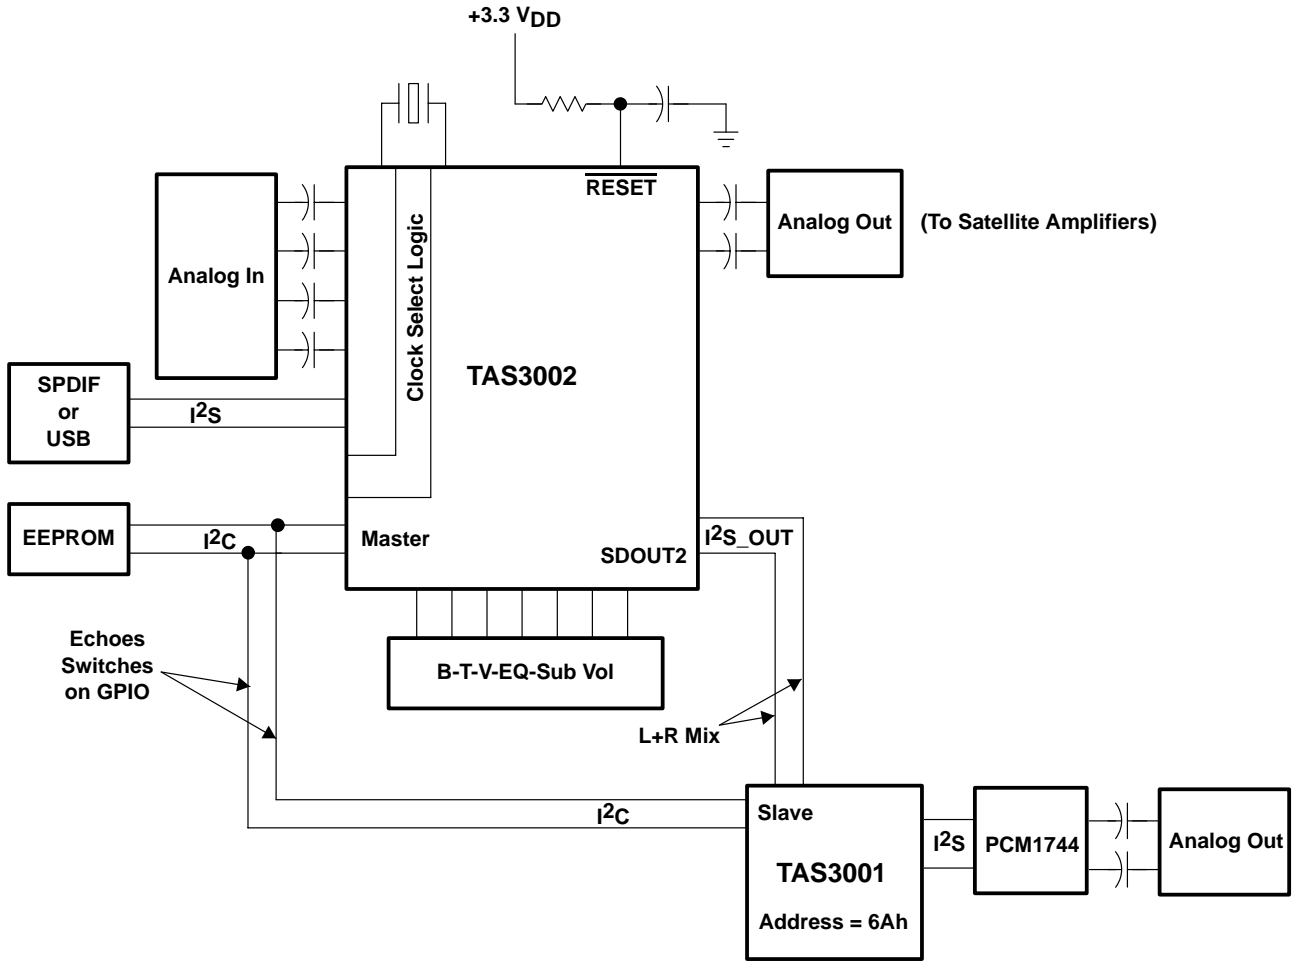 +3.3 VDD
RESET
Analog In
Clock Select Logic
TAS3002
Analog Out
(To Satellite Amplifiers)
SPDIF
or
USB
I2S
EEPROM
I2C
Master
SDOUT2
I2S_OUT
Echoes
Switches
on GPIO
B-T-V-EQ-Sub Vol
L+R Mix
I2C
Slave
TAS3001
Address = 6Ah
I2S
PCM1744
Analog Out